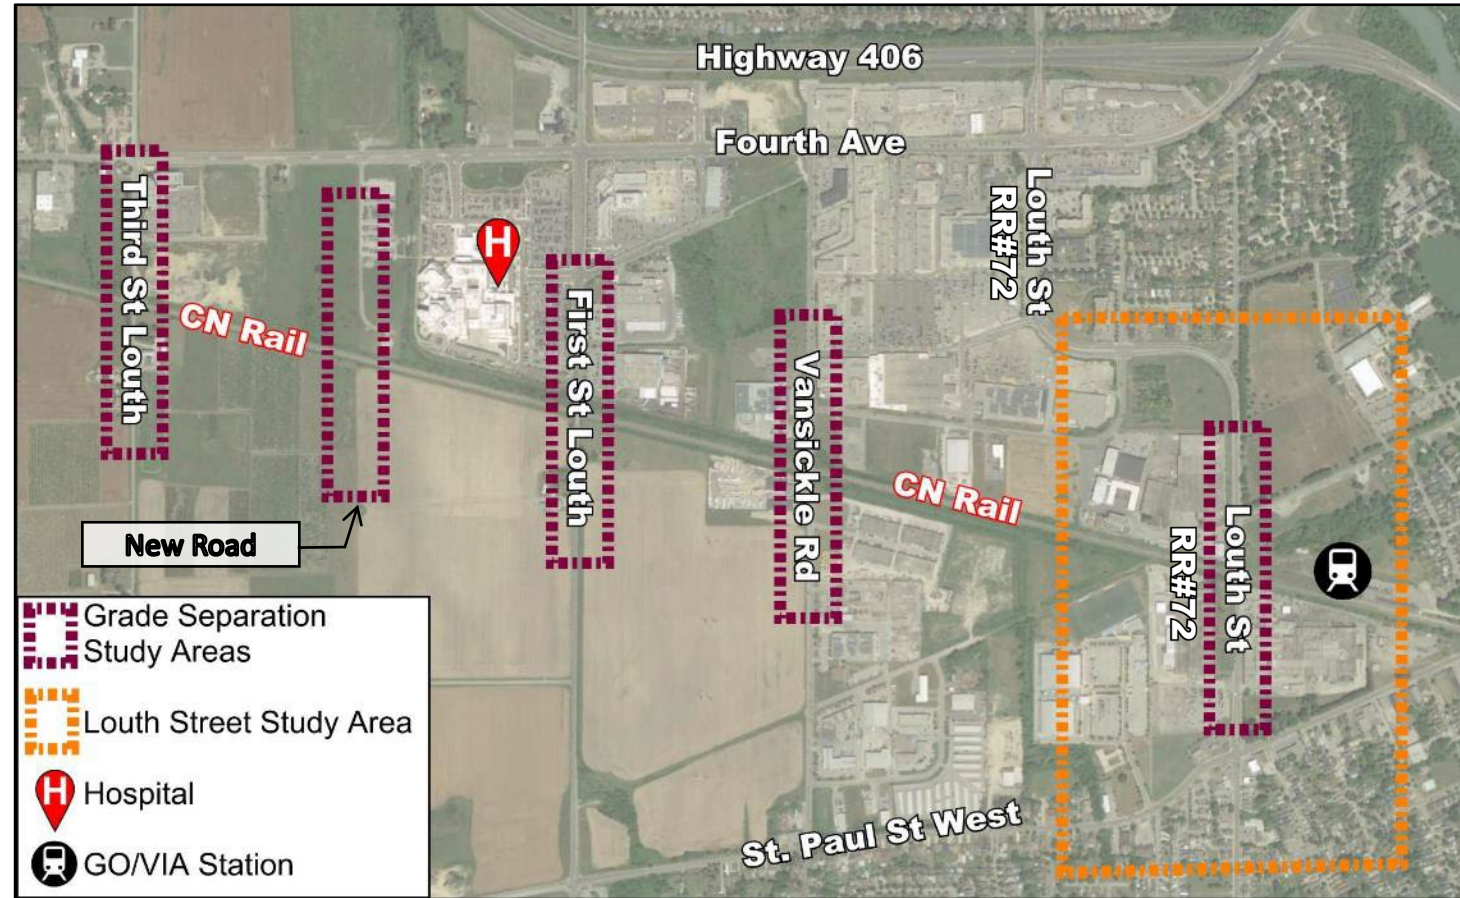 Highway 406
Fourth Ave
Third St Louth
CN Rail
H
First St Louth
Vansickle Rd
Louth St
RR#72
CN Rail
Louth St
RR#72
New Road
St. Paul St West
Grade Separation
Study Areas
Louth Street Study Area
H
Hospital
GO/VIA Station